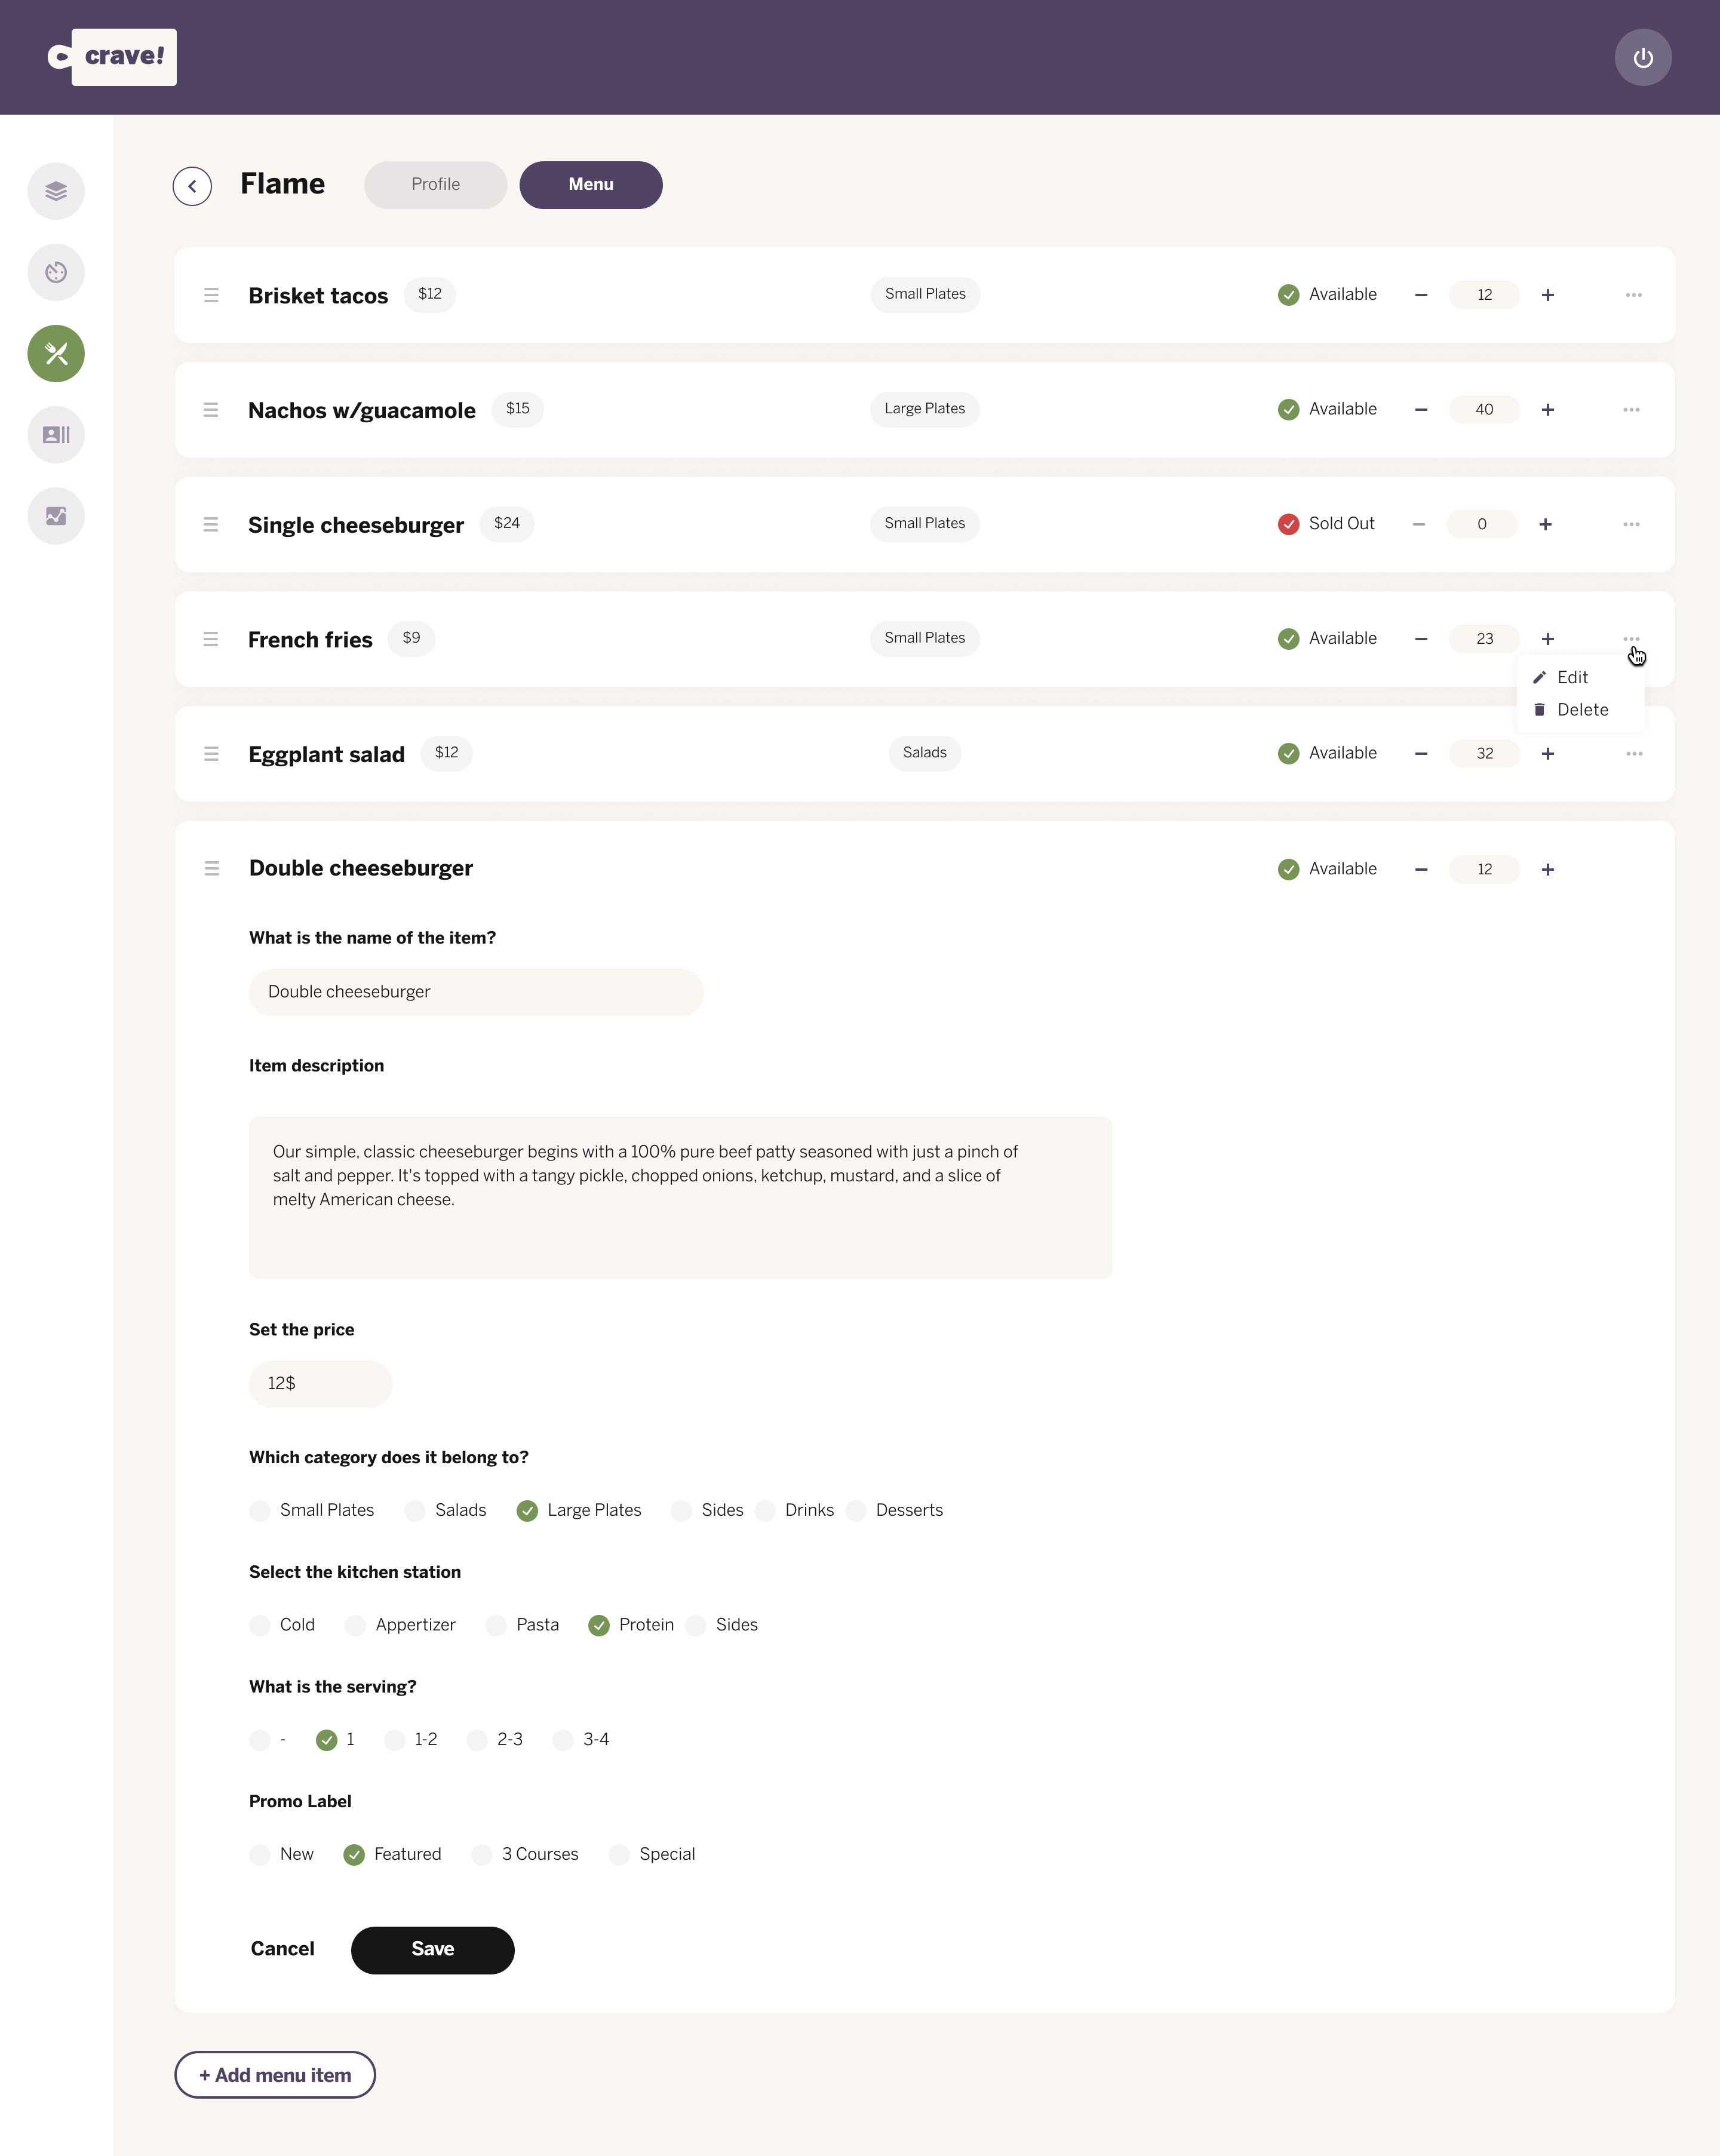 crave!
Flame
Profile
Menu
Brisket tacos $12 Small Plates Available − 12 +
Nachos w/guacamole $15 Large Plates Available − 40 +
Single cheeseburger $24 Small Plates Sold Out − 0 +
French fries $9 Small Plates Available − 23 +
Edit
Delete
Eggplant salad $12 Salads Available − 32 +
Double cheeseburger Available − 12 +
What is the name of the item?
Double cheeseburger
Item description
Our simple, classic cheeseburger begins with a 100% pure beef patty seasoned with just a pinch of
salt and pepper. It's topped with a tangy pickle, chopped onions, ketchup, mustard, and a slice of
melty American cheese.
Set the price
12$
Which category does it belong to?
Small Plates Salads Large Plates Sides Drinks Desserts
Select the kitchen station
Cold Appertizer Pasta Protein Sides
What is the serving?
- 1 1-2 2-3 3-4
Promo Label
New Featured 3 Courses Special
Cancel Save
+ Add menu item